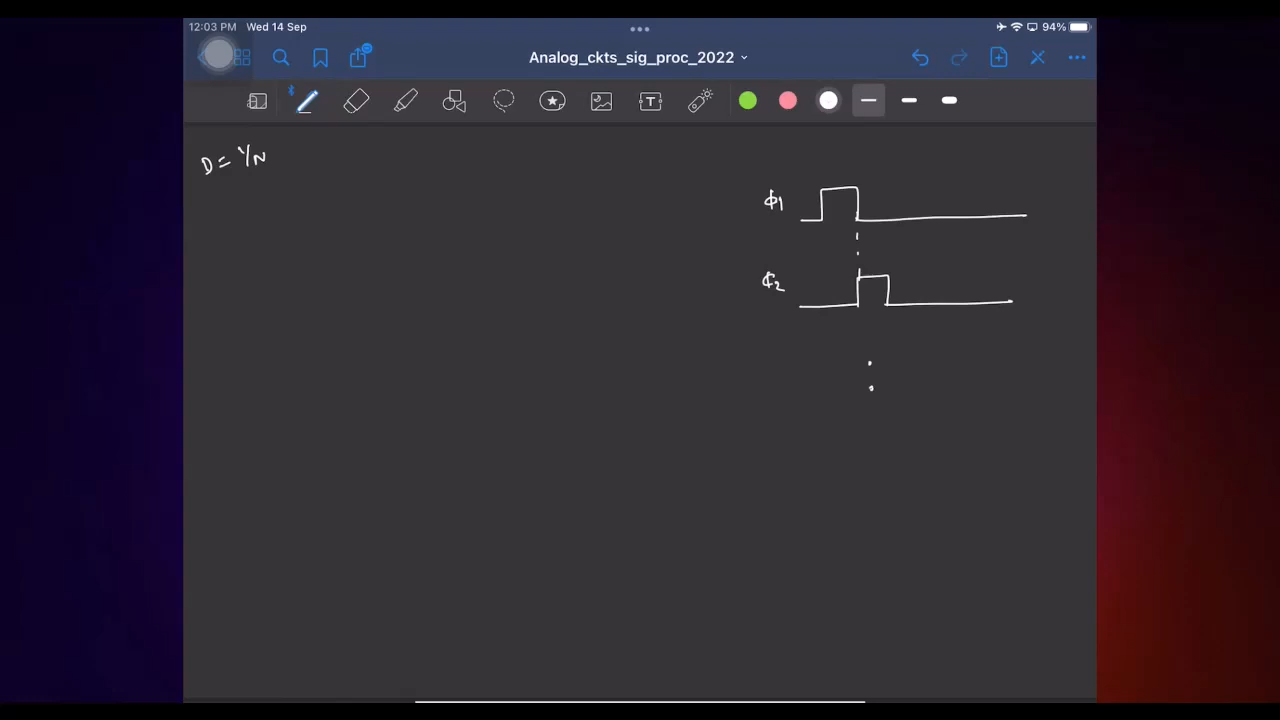 12:03 PM Wed 14 Sep
94%
Analog_ckts_sig_proc_2022
T
D = 1/N
ϕ1
ϕ2